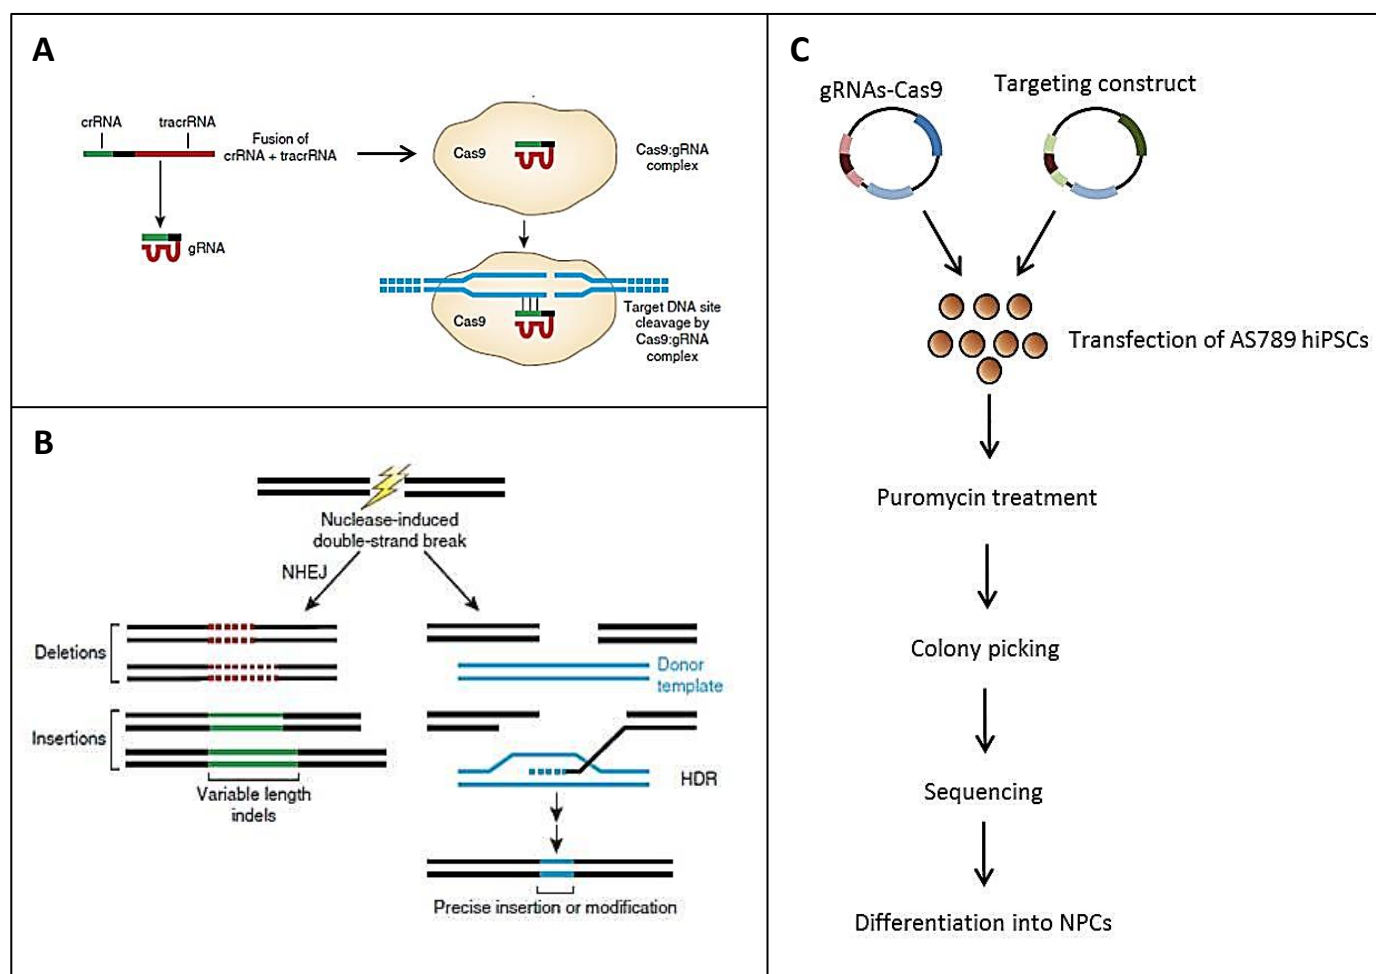 A
crRNA
tracrRNA
Fusion of
crRNA + tracrRNA
gRNA
Cas9
Cas9:gRNA
complex
Cas9
Target DNA site
cleavage by
Cas9:gRNA
complex
B
Nuclease-induced
double-strand break
NHEJ
Deletions
Insertions
Variable length
indels
Donor
template
HDR
Precise insertion or modification
C
gRNAs-Cas9
Targeting construct
Transfection of AS789 hiPSCs
Puromycin treatment
Colony picking
Sequencing
Differentiation into NPCs